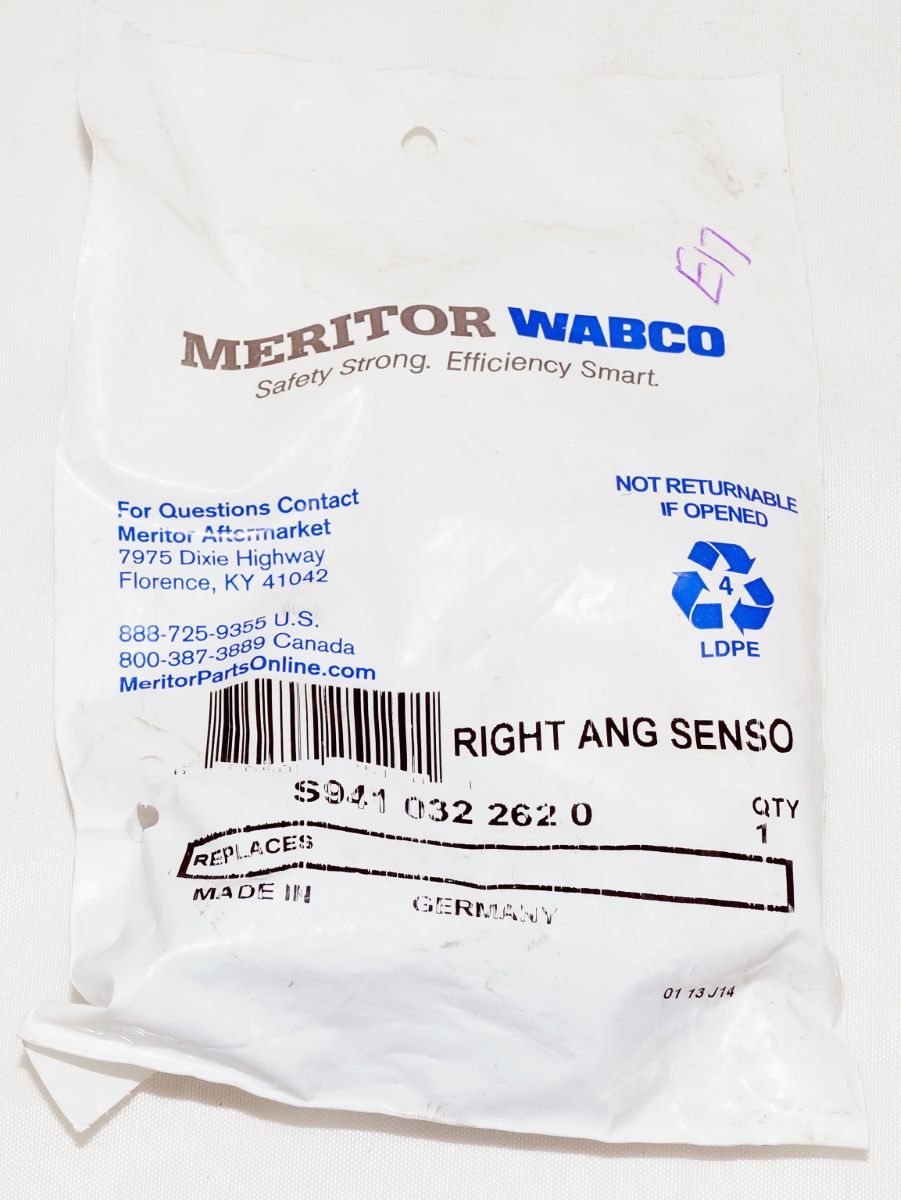 E17
MERITOR WABCO
Safety Strong. Efficiency Smart.
NOT RETURNABLE
IF OPENED
4
LDPE
For Questions Contact
Meritor Aftermarket
7975 Dixie Highway
Florence, KY 41042
888-725-9355 U.S.
800-387-3889 Canada
MeritorPartsOnline.com
RIGHT ANG SENSO
S941 032 262 0
QTY
1
REPLACES
MADE IN GERMANY
01 13 J14